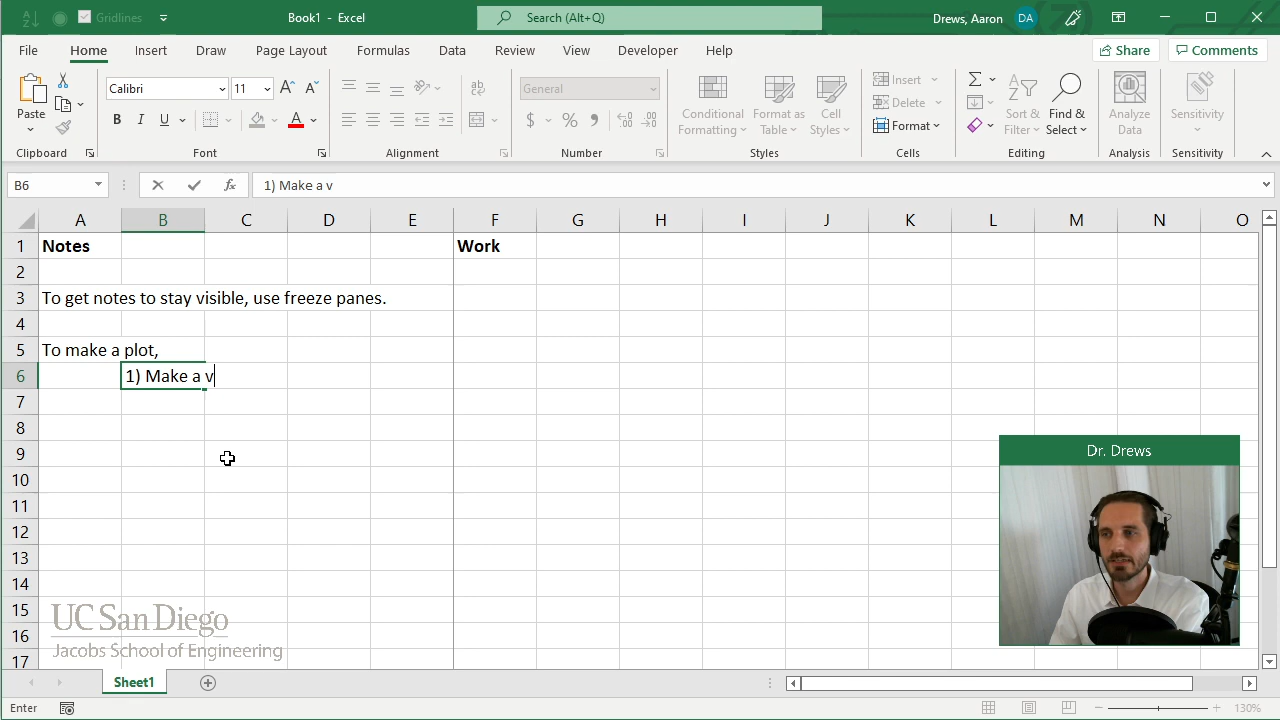 Gridlines
Book1 - Excel
Search (Alt+Q)
Drews, Aaron
DA
File
Home
Insert
Draw
Page Layout
Formulas
Data
Review
View
Developer
Help
Share
Comments
Paste
Clipboard
Calibri
11
B I U
Font
Alignment
General
$ % ,
Number
Conditional
Formatting
Format as
Table
Cell
Styles
Styles
Insert
Delete
Format
Cells
Sort &
Filter
Find &
Select
Editing
Analyze
Data
Analysis
Sensitivity
Sensitivity
B6
fx
1) Make a v
A B C D E F G H I J K L M N O
1 Notes Work
2
3 To get notes to stay visible, use freeze panes.
4
5 To make a plot,
6 1) Make a v
7
8
9
10
11
12
13
14
15
16
17
Dr. Drews
UC San Diego
Jacobs School of Engineering
Sheet1
Enter
130%